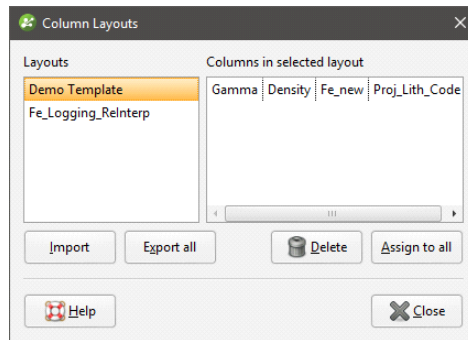 Column Layouts
Layouts
Columns in selected layout
Demo Template
Fe_Logging_ReInterp
Gamma Density Fe_new Proj_Lith_Code
Import
Export all
Delete
Assign to all
Help
Close